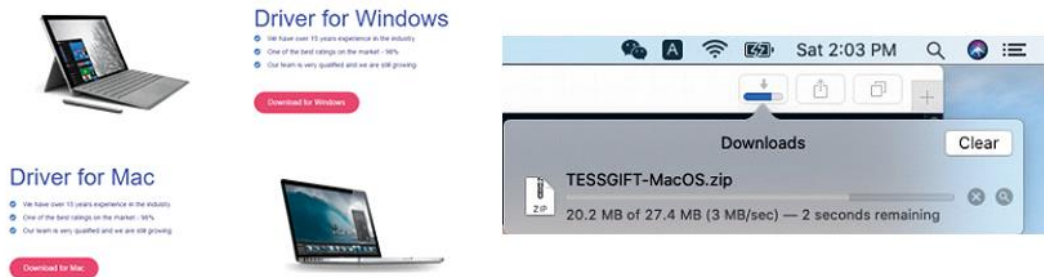 Driver for Windows
We have over 10 years experience in the industry
One of the best ratings on the market - 98%
Our team is very qualified and we are still growing
Download for Windows
Driver for Mac
We have over 10 years experience in the industry
One of the best ratings on the market - 98%
Our team is very qualified and we are still growing
Download for Mac
A
Sat 2:03 PM
Downloads
Clear
TESSGIFT-MacOS.zip
ZIP
20.2 MB of 27.4 MB (3 MB/sec) — 2 seconds remaining